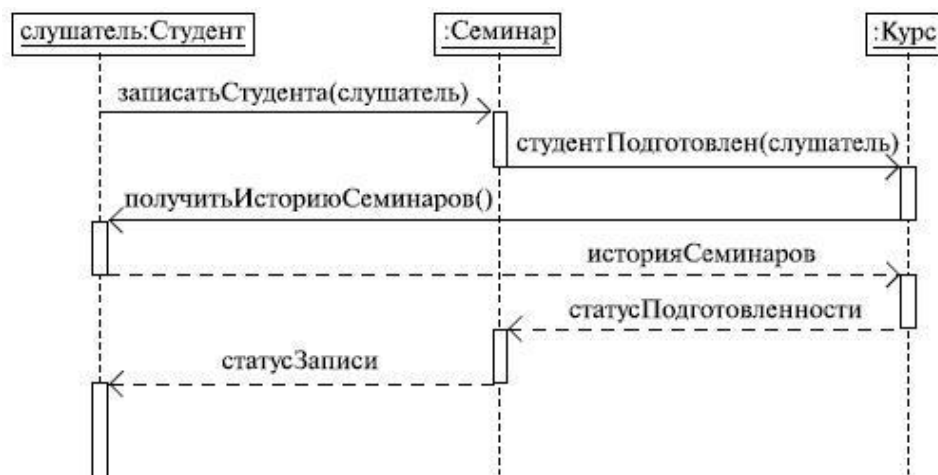 слушатель:Студент
:Семинар
:Курс
записатьСтудента(слушатель)
студентПодготовлен(слушатель)
получитьИсториюСеминаров()
историяСеминаров
статусПодготовленности
статусЗаписи